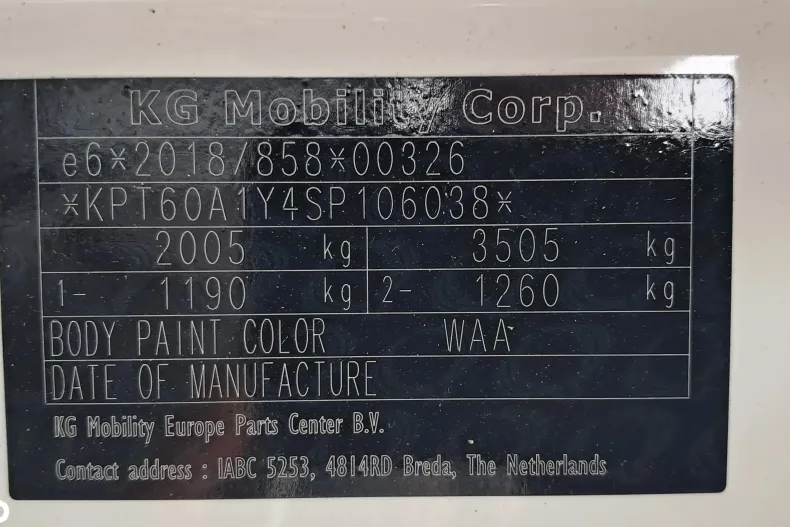 KG Mobility Corp.
e6*2018/858*00326
*KPT60A1Y4SP106038*
2005 kg 3505 kg
1- 1190 kg 2- 1260 kg
BODY PAINT COLOR WAA
DATE OF MANUFACTURE
KG Mobility Europe Parts Center B.V.
Contact address : IABC 5253, 4814RD Breda, The Netherlands